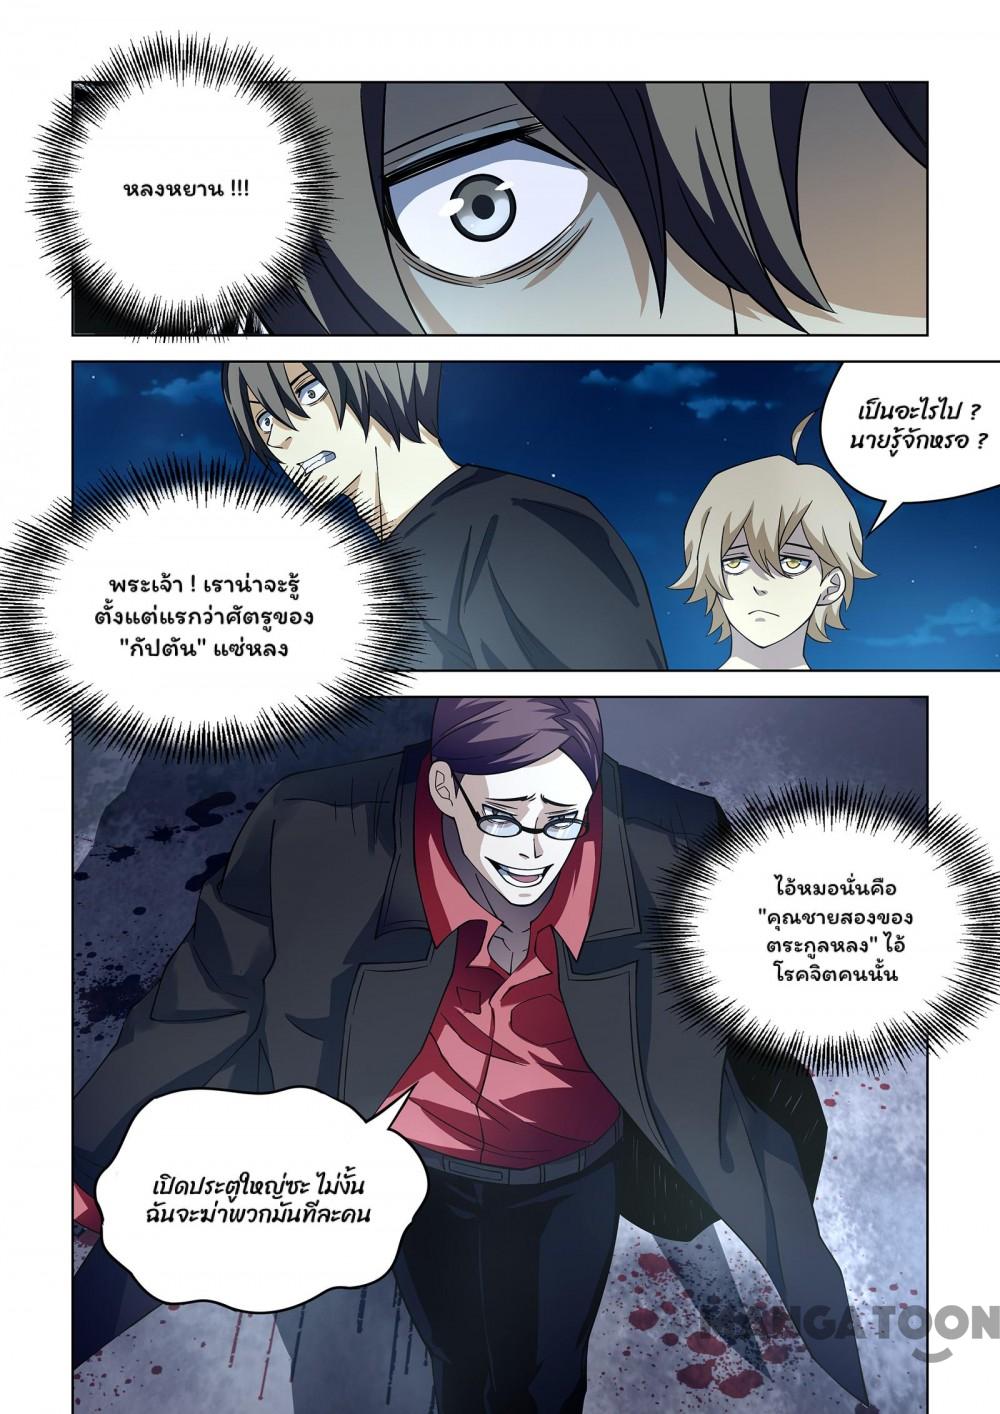 หลงหยาน !!!
เป็นอะไรไป ?
นายรู้จักหรอ ?
พระเจ้า ! เราน่าจะรู้
ตั้งแต่แรกว่าศัตรูของ
"กัปตัน" แซ่หลง
ไอ้หมอนั่นคือ
"คุณชายสองของ
ตระกูลหลง" ไอ้
โรคจิตคนนั้น
เปิดประตูใหญ่ซะ ไม่งั้น
ฉันจะฆ่าพวกมันทีละคน
MANGATOON